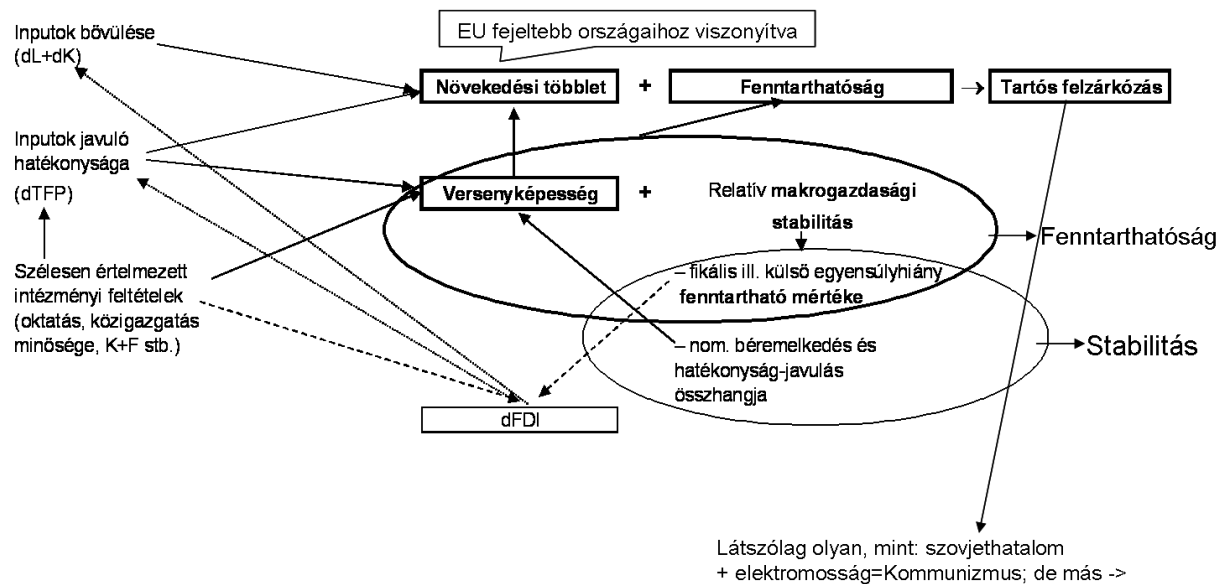 EU fejeltebb országaihoz viszonyítva
Inputok bővülése
(dL+dK)
Növekedési többlet + Fenntarthatóság → Tartós felzárkózás
Inputok javuló
hatékonysága
(dTFP)
Versenyképesség + Relatív makrogazdasági
stabilitás
Fenntarthatóság
Szélesen értelmezett
intézményi feltételek
(oktatás, közigazgatás
minősége, K+F stb.)
– fikális ill. külső egyensúlyhiány
fenntartható mértéke
– nom. béremelkedés és
hatékonyság-javulás
összhangja
Stabilitás
dFDI
Látszólag olyan, mint: szovjethatalom
+ elektromosság=Kommunizmus; de más ->